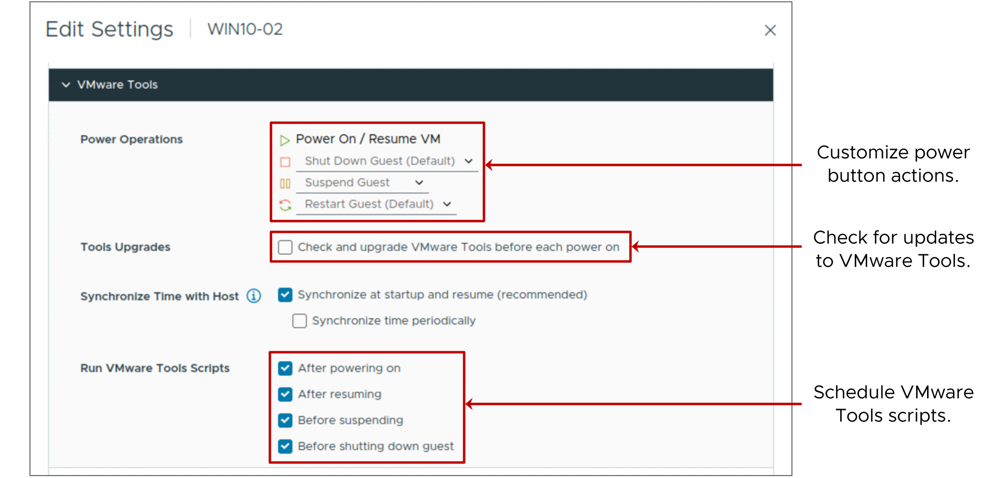 Edit Settings WIN10-02
VMware Tools
Power Operations
Power On / Resume VM
Shut Down Guest (Default)
Suspend Guest
Restart Guest (Default)
Customize power
button actions.
Tools Upgrades
Check and upgrade VMware Tools before each power on
Check for updates
to VMware Tools.
Synchronize Time with Host
Synchronize at startup and resume (recommended)
Synchronize time periodically
Run VMware Tools Scripts
After powering on
After resuming
Before suspending
Before shutting down guest
Schedule VMware
Tools scripts.